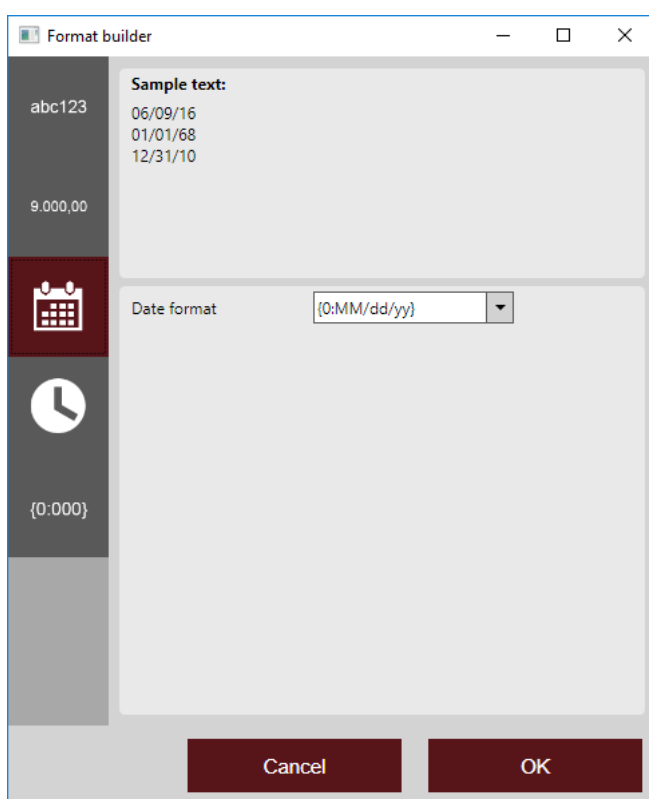 Format builder
abc123
9.000,00
{0:000}
Sample text:
06/09/16
01/01/68
12/31/10
Date format
{0:MM/dd/yy}
Cancel
OK